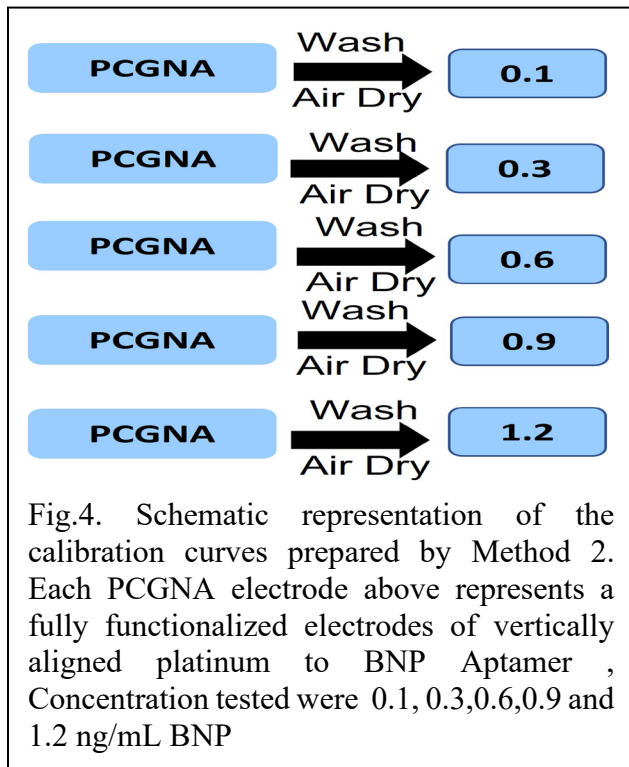 Wash
PCGNA
0.1
Air Dry
Wash
PCGNA
0.3
Air Dry
Wash
PCGNA
0.6
Air Dry
Wash
PCGNA
0.9
Air Dry
Wash
PCGNA
1.2
Air Dry
Fig.4. Schematic representation of the
calibration curves prepared by Method 2.
Each PCGNA electrode above represents a
fully functionalized electrodes of vertically
aligned platinum to BNP Aptamer ,
Concentration tested were 0.1, 0.3,0.6,0.9 and
1.2 ng/mL BNP